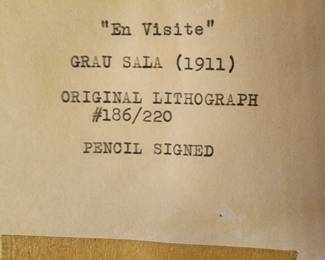 "En Visite"
GRAU SALA (1911)
ORIGINAL LITHOGRAPH
#186/220
PENCIL SIGNED